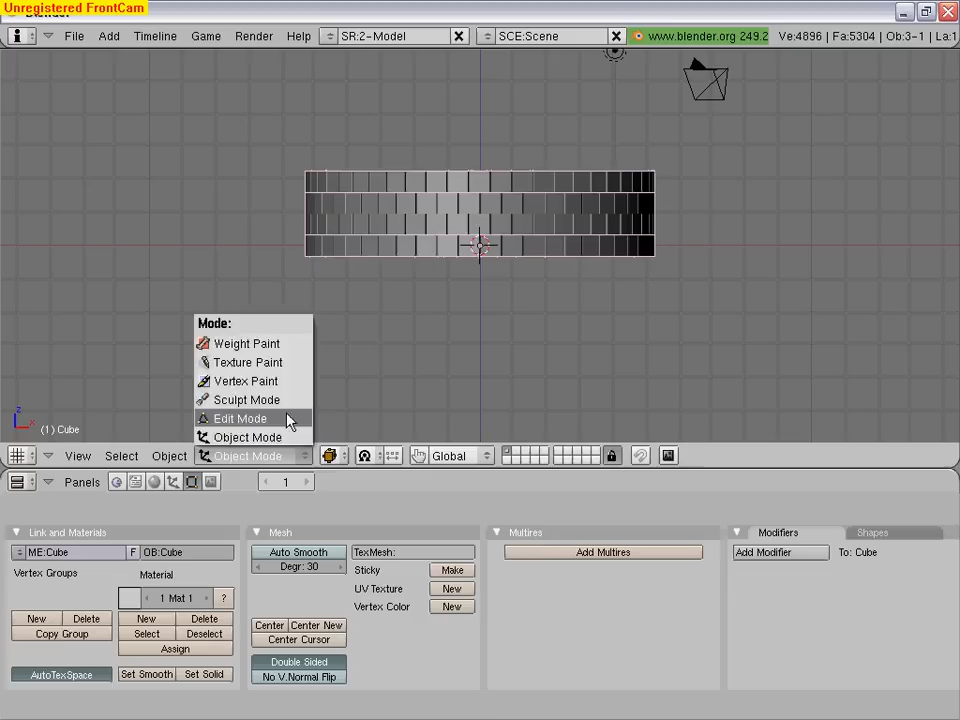 Unregistered FrontCam
File Add Timeline Game Render Help SR:2-Model SCE:Scene www.blender.org 249.2 Ve:4896 | Fa:5304 | Ob:3-1 | La:1
Mode:
Weight Paint
Texture Paint
Vertex Paint
Sculpt Mode
Edit Mode
Object Mode
z
x
(1) Cube
View Select Object Object Mode Global
Panels 1
Link and Materials Mesh Multires Modifiers Shapes
ME:Cube F OB:Cube Auto Smooth TexMesh: Add Multires Add Modifier To: Cube
Vertex Groups Material Degr: 30 Sticky Make
1 Mat 1 ? UV Texture New
Vertex Color New
New Delete New Delete Center Center New
Copy Group Select Deselect Center Cursor
Assign
AutoTexSpace Set Smooth Set Solid Double Sided
No V.Normal Flip